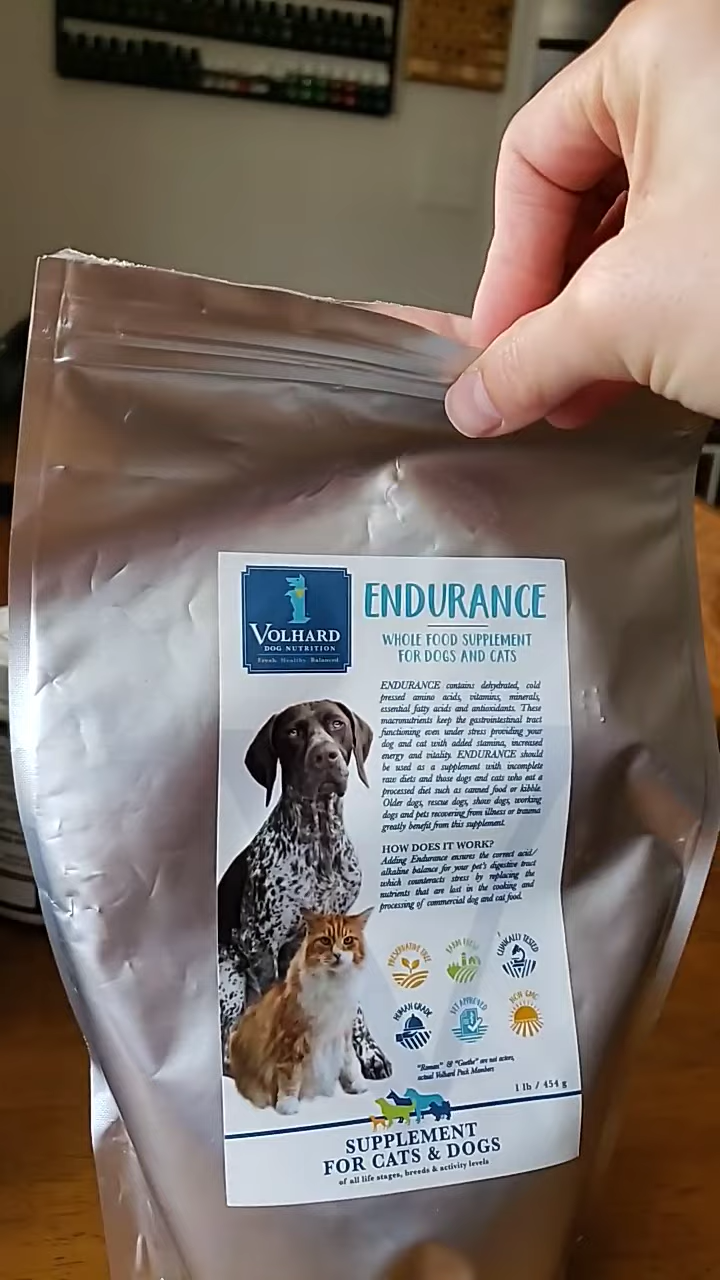 VOLHARD
DOG NUTRITION
Fresh. Healthy. Balanced
ENDURANCE
WHOLE FOOD SUPPLEMENT
FOR DOGS AND CATS
ENDURANCE contains dehydrated, cold
pressed amino acids, vitamins, minerals,
essential fatty acids and antioxidants. These
macronutrients keep the gastrointestinal tract
functioning even under stress providing your
dog and cat with added stamina, increased
energy and vitality. ENDURANCE should
be used as a supplement with incomplete
raw diets and those dogs and cats who eat a
processed diet such as canned food or kibble.
Older dogs, rescue dogs, show dogs, working
dogs and pets recovering from illness or trauma
greatly benefit from this supplement.
HOW DOES IT WORK?
Adding Endurance ensures the correct acid/
alkaline balance for your pet's digestive tract
which counteracts stress by replacing the
nutrients that are lost in the cooking and
processing of commercial dog and cat food.
PRESERVATIVE FREE
FARM FRESH
CLINICALLY TESTED
HUMAN GRADE
VET APPROVED
NON GMO
"Roman" & "Goethe" are not actors,
actual Volhard Pack Members
1 lb / 454 g
SUPPLEMENT
FOR CATS & DOGS
of all life stages, breeds & activity levels